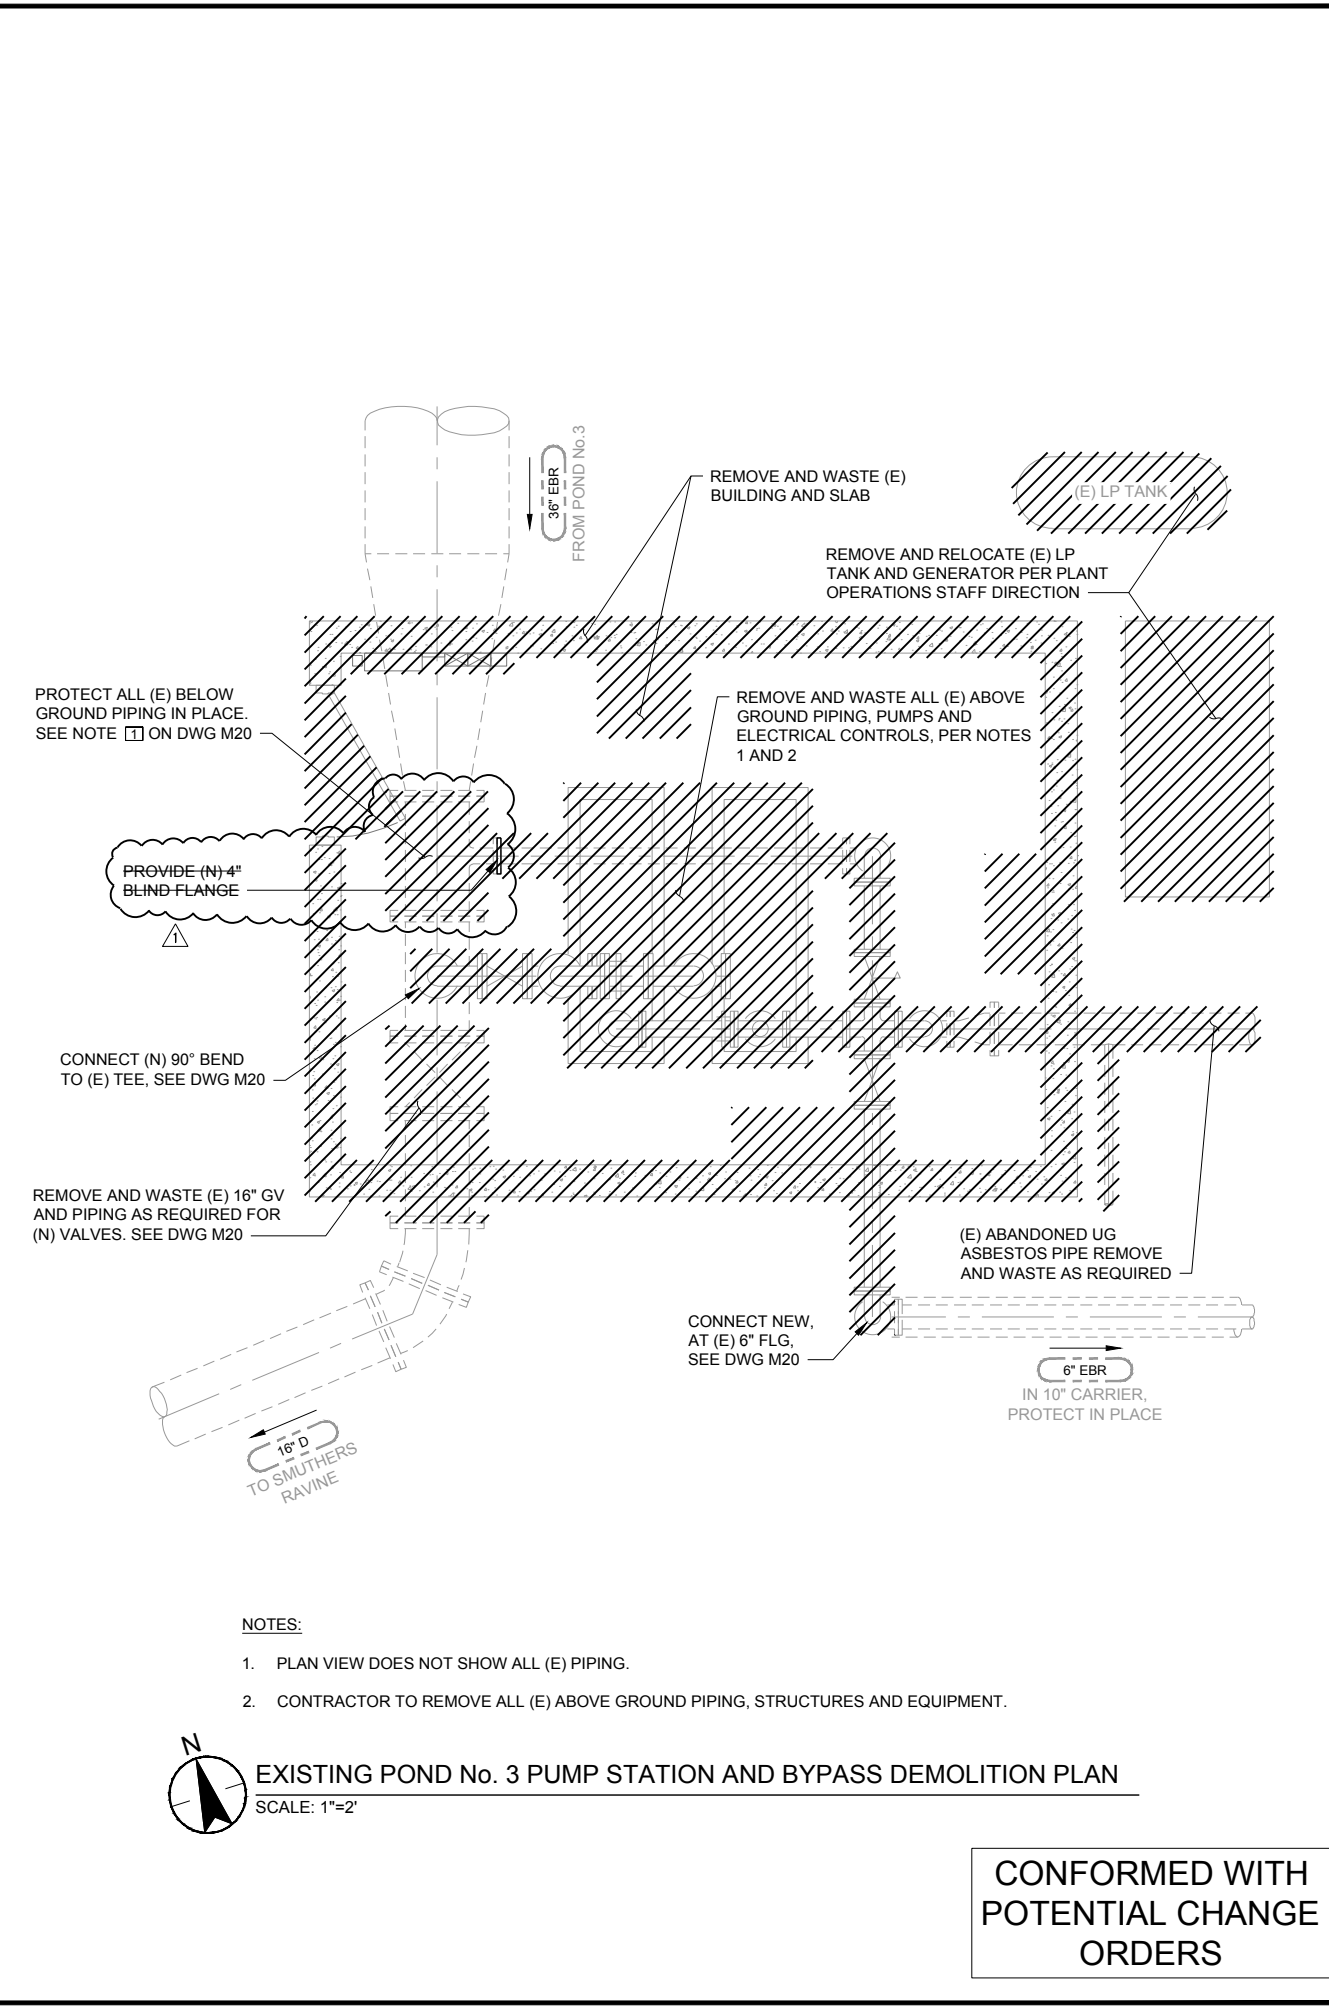 36" EBR
FROM POND No.3
REMOVE AND WASTE (E)
BUILDING AND SLAB
(E) LP TANK
REMOVE AND RELOCATE (E) LP
TANK AND GENERATOR PER PLANT
OPERATIONS STAFF DIRECTION
PROTECT ALL (E) BELOW
GROUND PIPING IN PLACE.
SEE NOTE 1 ON DWG M20
REMOVE AND WASTE ALL (E) ABOVE
GROUND PIPING, PUMPS AND
ELECTRICAL CONTROLS, PER NOTES
1 AND 2
PROVIDE (N) 4"
BLIND FLANGE
1
CONNECT (N) 90° BEND
TO (E) TEE, SEE DWG M20
REMOVE AND WASTE (E) 16" GV
AND PIPING AS REQUIRED FOR
(N) VALVES. SEE DWG M20
(E) ABANDONED UG
ASBESTOS PIPE REMOVE
AND WASTE AS REQUIRED
CONNECT NEW,
AT (E) 6" FLG,
SEE DWG M20
6" EBR
IN 10" CARRIER,
PROTECT IN PLACE
16" D
TO SMUTHERS
RAVINE
NOTES:
1. PLAN VIEW DOES NOT SHOW ALL (E) PIPING.
2. CONTRACTOR TO REMOVE ALL (E) ABOVE GROUND PIPING, STRUCTURES AND EQUIPMENT.
N
EXISTING POND No. 3 PUMP STATION AND BYPASS DEMOLITION PLAN
SCALE: 1"=2'
CONFORMED WITH
POTENTIAL CHANGE
ORDERS